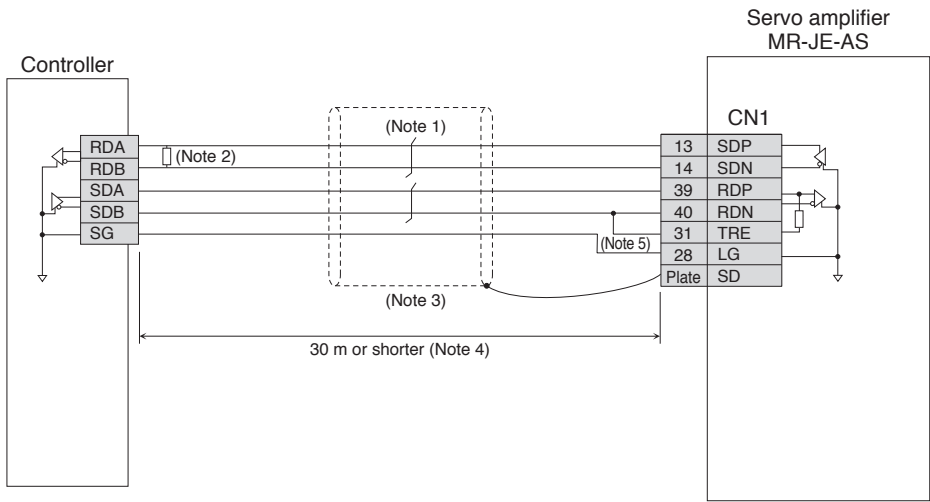 Servo amplifier
MR-JE-AS
Controller
CN1
(Note 1)
RDA
(Note 2)
13 SDP
RDB
14 SDN
SDA
39 RDP
SDB
40 RDN
SG
(Note 5)
31 TRE
28 LG
Plate SD
(Note 3)
30 m or shorter (Note 4)